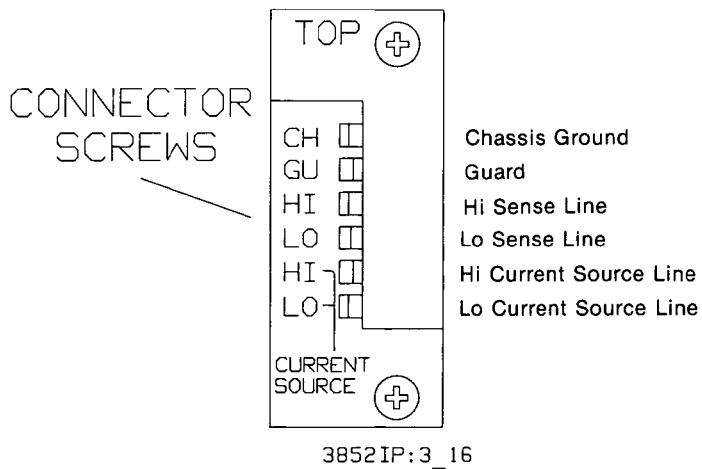 TOP
CONNECTOR
SCREWS
CH Chassis Ground
GU Guard
HI Hi Sense Line
LO Lo Sense Line
HI Hi Current Source Line
LO Lo Current Source Line
CURRENT
SOURCE
3852IP:3_16